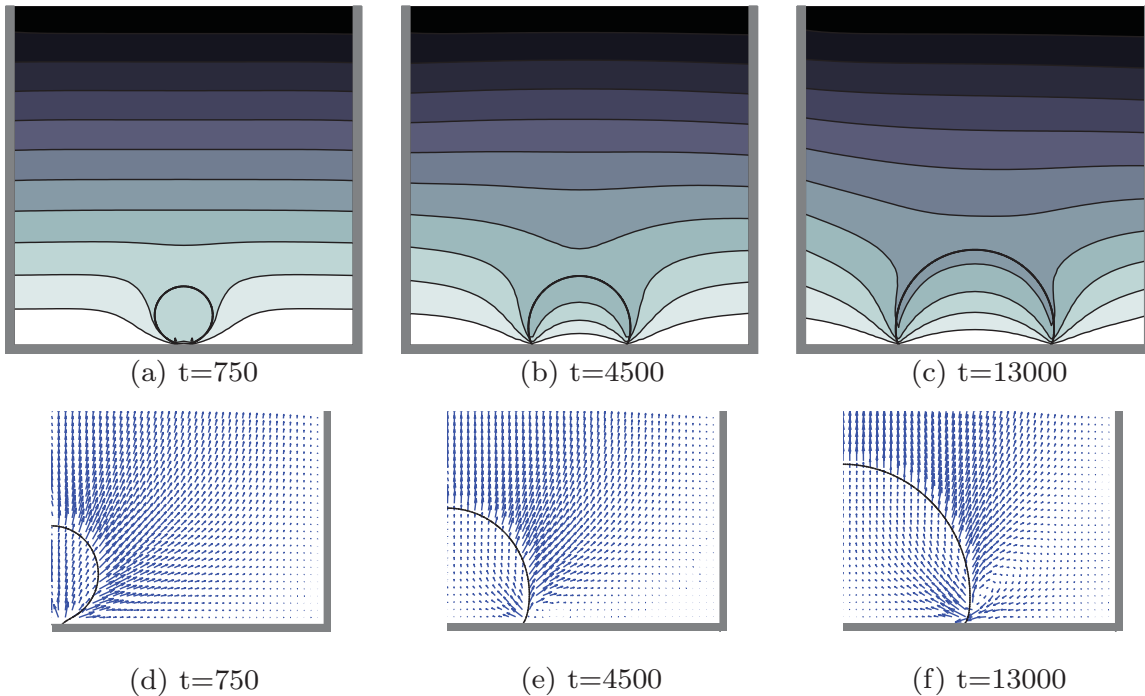 (a) t=750
(b) t=4500
(c) t=13000
(d) t=750
(e) t=4500
(f) t=13000